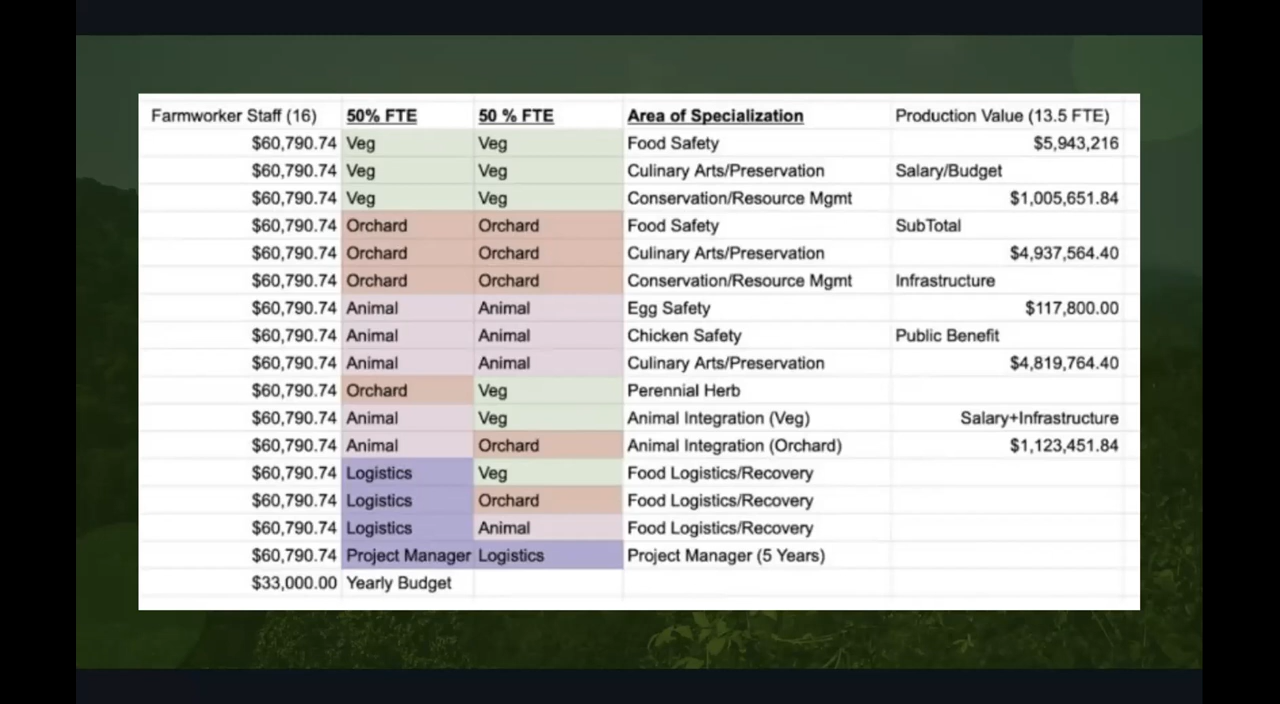 Farmworker Staff (16) 50% FTE 50 % FTE Area of Specialization Production Value (13.5 FTE)
$60,790.74 Veg Veg Food Safety $5,943,216
$60,790.74 Veg Veg Culinary Arts/Preservation Salary/Budget
$60,790.74 Veg Veg Conservation/Resource Mgmt $1,005,651.84
$60,790.74 Orchard Orchard Food Safety SubTotal
$60,790.74 Orchard Orchard Culinary Arts/Preservation $4,937,564.40
$60,790.74 Orchard Orchard Conservation/Resource Mgmt Infrastructure
$60,790.74 Animal Animal Egg Safety $117,800.00
$60,790.74 Animal Animal Chicken Safety Public Benefit
$60,790.74 Animal Animal Culinary Arts/Preservation $4,819,764.40
$60,790.74 Orchard Veg Perennial Herb
$60,790.74 Animal Veg Animal Integration (Veg) Salary+Infrastructure
$60,790.74 Animal Orchard Animal Integration (Orchard) $1,123,451.84
$60,790.74 Logistics Veg Food Logistics/Recovery
$60,790.74 Logistics Orchard Food Logistics/Recovery
$60,790.74 Logistics Animal Food Logistics/Recovery
$60,790.74 Project Manager Logistics Project Manager (5 Years)
$33,000.00 Yearly Budget